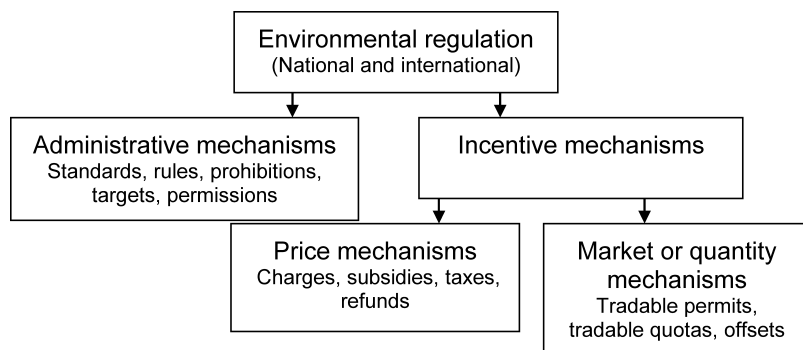 Environmental regulation
(National and international)
Administrative mechanisms
Standards, rules, prohibitions,
targets, permissions
Incentive mechanisms
Price mechanisms
Charges, subsidies, taxes,
refunds
Market or quantity
mechanisms
Tradable permits,
tradable quotas, offsets